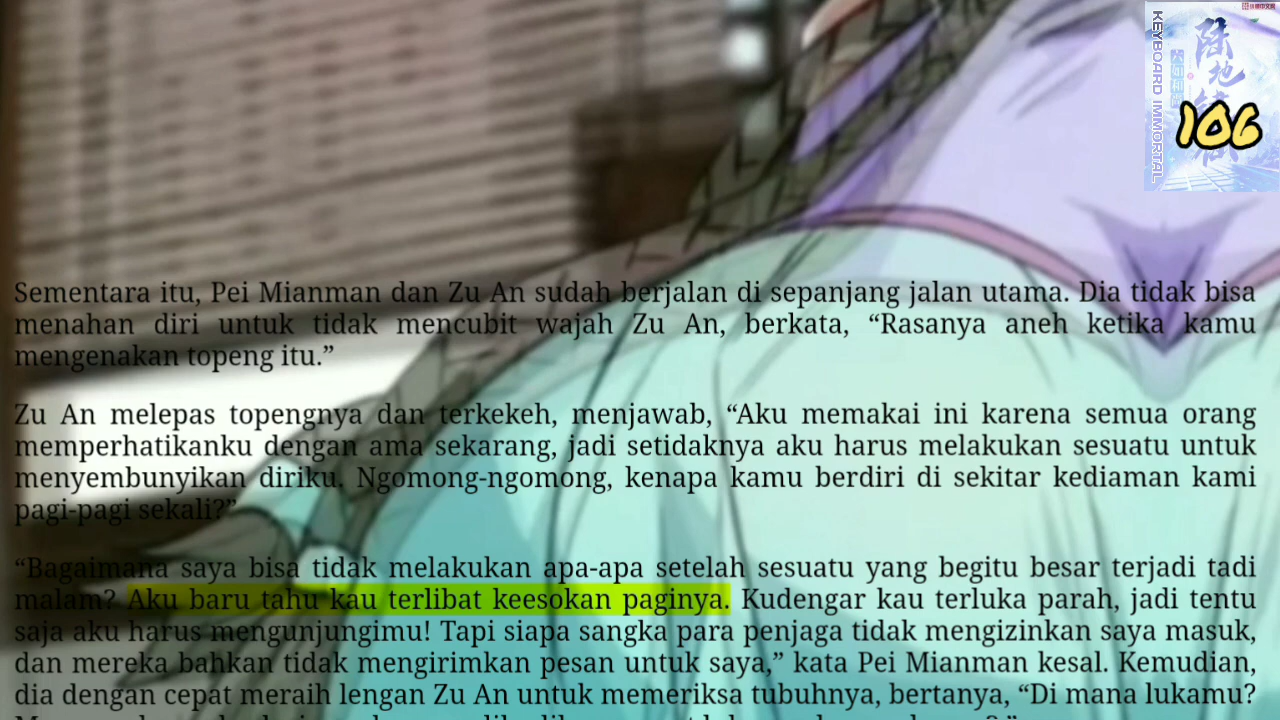 KEYBOARD IMMORTAL
106
Sementara itu, Pei Mianman dan Zu An sudah berjalan di sepanjang jalan utama. Dia tidak bisa
menahan diri untuk tidak mencubit wajah Zu An, berkata, “Rasanya aneh ketika kamu
mengenakan topeng itu.”
Zu An melepas topengnya dan terkekeh, menjawab, “Aku memakai ini karena semua orang
memperhatikanku dengan ama sekarang, jadi setidaknya aku harus melakukan sesuatu untuk
menyembunyikan diriku. Ngomong-ngomong, kenapa kamu berdiri di sekitar kediaman kami
pagi-pagi sekali?”
“Bagaimana saya bisa tidak melakukan apa-apa setelah sesuatu yang begitu besar terjadi tadi
malam? Aku baru tahu kau terlibat keesokan paginya. Kudengar kau terluka parah, jadi tentu
saja aku harus mengunjungimu! Tapi siapa sangka para penjaga tidak mengizinkan saya masuk,
dan mereka bahkan tidak mengirimkan pesan untuk saya,” kata Pei Mianman kesal. Kemudian,
dia dengan cepat meraih lengan Zu An untuk memeriksa tubuhnya, bertanya, “Di mana lukamu?